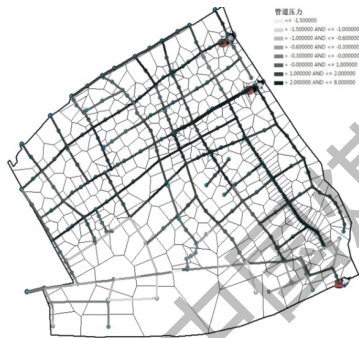 管道压力
<= -1.500000
> -1.500000 AND <= -1.000000
> -1.000000 AND <= -0.600000
> -0.600000 AND <= -0.300000
> -0.300000 AND <= -0.000000
> -0.000000 AND <= 1.000000
> 1.000000 AND <= 2.000000
> 2.000000 AND <= 8.000000